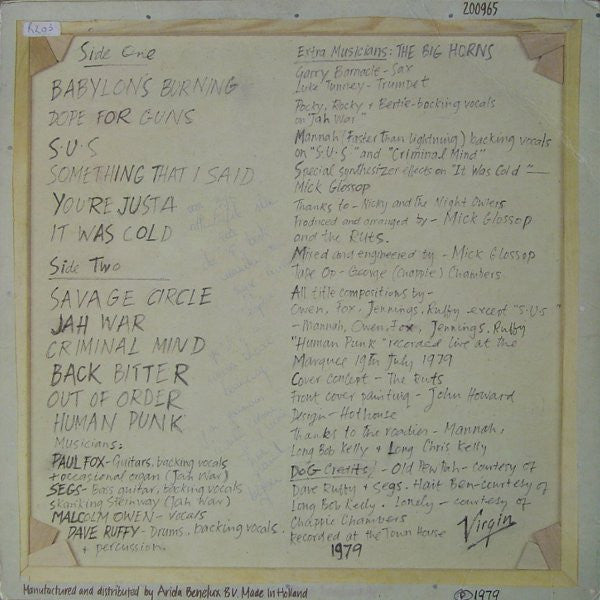 200965
Side One
BABYLON'S BURNING
DOPE FOR GUNS
S·U·S
SOMETHING THAT I SAID
YOU'RE JUST A
IT WAS COLD
Side Two
SAVAGE CIRCLE
JAH WAR
CRIMINAL MIND
BACK BITER
OUT OF ORDER
HUMAN PUNK
Musicians:
PAUL FOX - Guitars, backing vocals
+ occasional organ (Jah War)
SEGS - Bass guitar, backing vocals
skanking Steinway (Jah War)
MALCOLM OWEN - Vocals
DAVE RUFFY - Drums, backing vocals
+ percussion.
Extra Musicians: THE BIG HORNS
Garry Barnacle - Sax
Luke Tunney - Trumpet
Pocky, Rocky + Bertie - backing vocals
on "Jah War"
Mannah (Faster than lightning) backing vocals
on "S·U·S" and "Criminal Mind"
Special synthesizer effects on "It Was Cold" -
Mick Glossop
Thanks to - Nicky and the Night Owers
Produced and arranged by - Mick Glossop
and the Ruts.
Mixed and engineered by - Mick Glossop
Tape Op - George (Chappie) Chambers
All title compositions by -
Owen, Fox, Jennings, Ruffy except "S·U·S"
- Mannah, Owen, Fox, Jennings, Ruffy
"Human Punk" recorded live at the
Marquee 19th July 1979
Cover concept - The Ruts
Front cover painting - John Howard
Design - Hothouse
Thanks to the roadies - Mannah,
Long Bob Kelly + Long Chris Kelly
DOG Credits! - Old Pen Tah - courtesy of
Dave Ruffy + Segs. Hait Ben - courtesy of
Long Bob Kelly. Lonely - courtesy of
Chappie Chambers
Recorded at the Town House
1979
Virgin
Manufactured and distributed by Ariola Benelux B.V. Made in Holland
Ⓟ1979